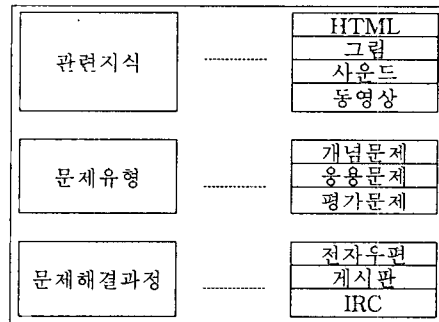 관련지식
HTML
그림
사운드
동영상
문제유형
개념문제
응용문제
평가문제
문제해결과정
전자우편
게시판
IRC